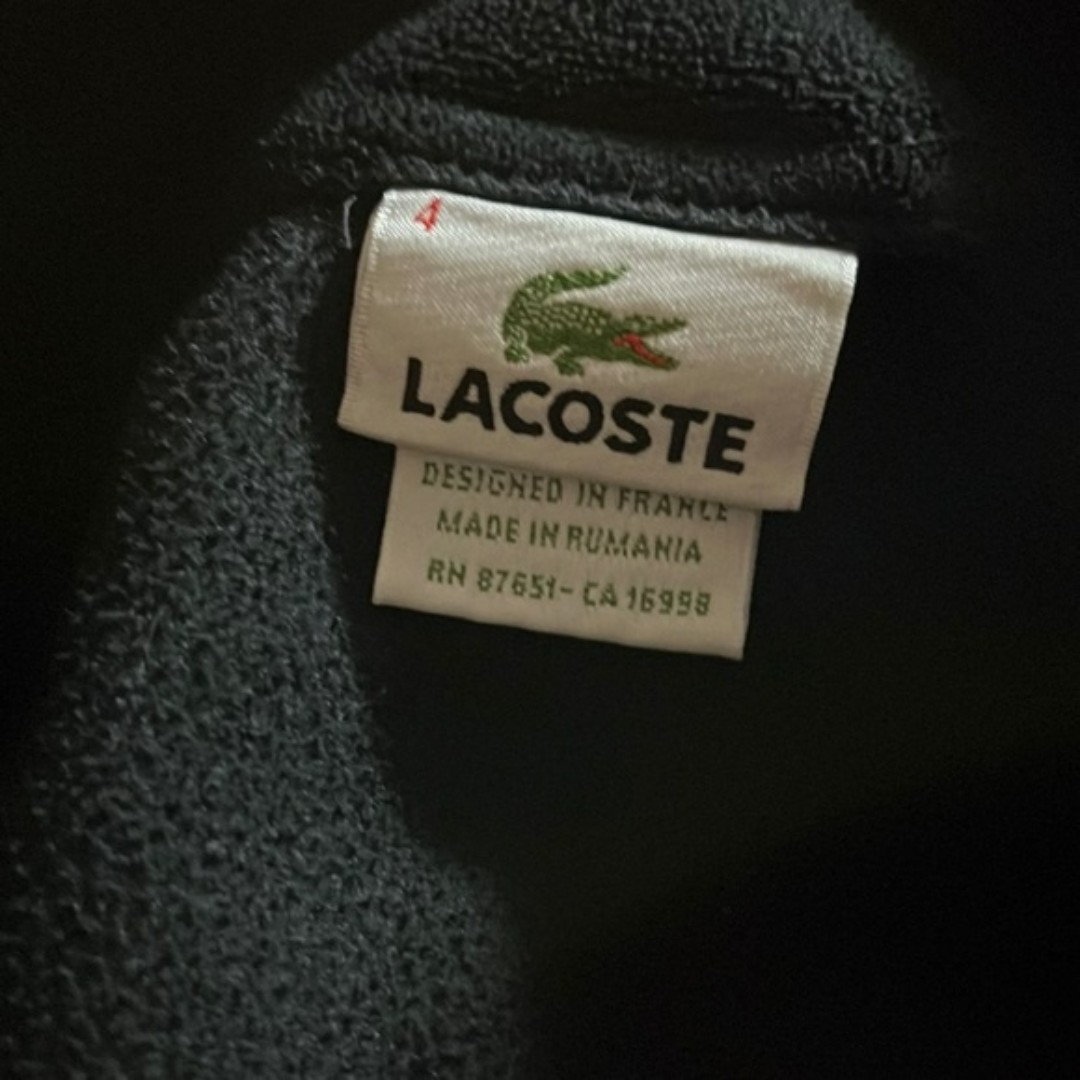 4
LACOSTE
DESIGNED IN FRANCE
MADE IN RUMANIA
RN 87651- CA 16998